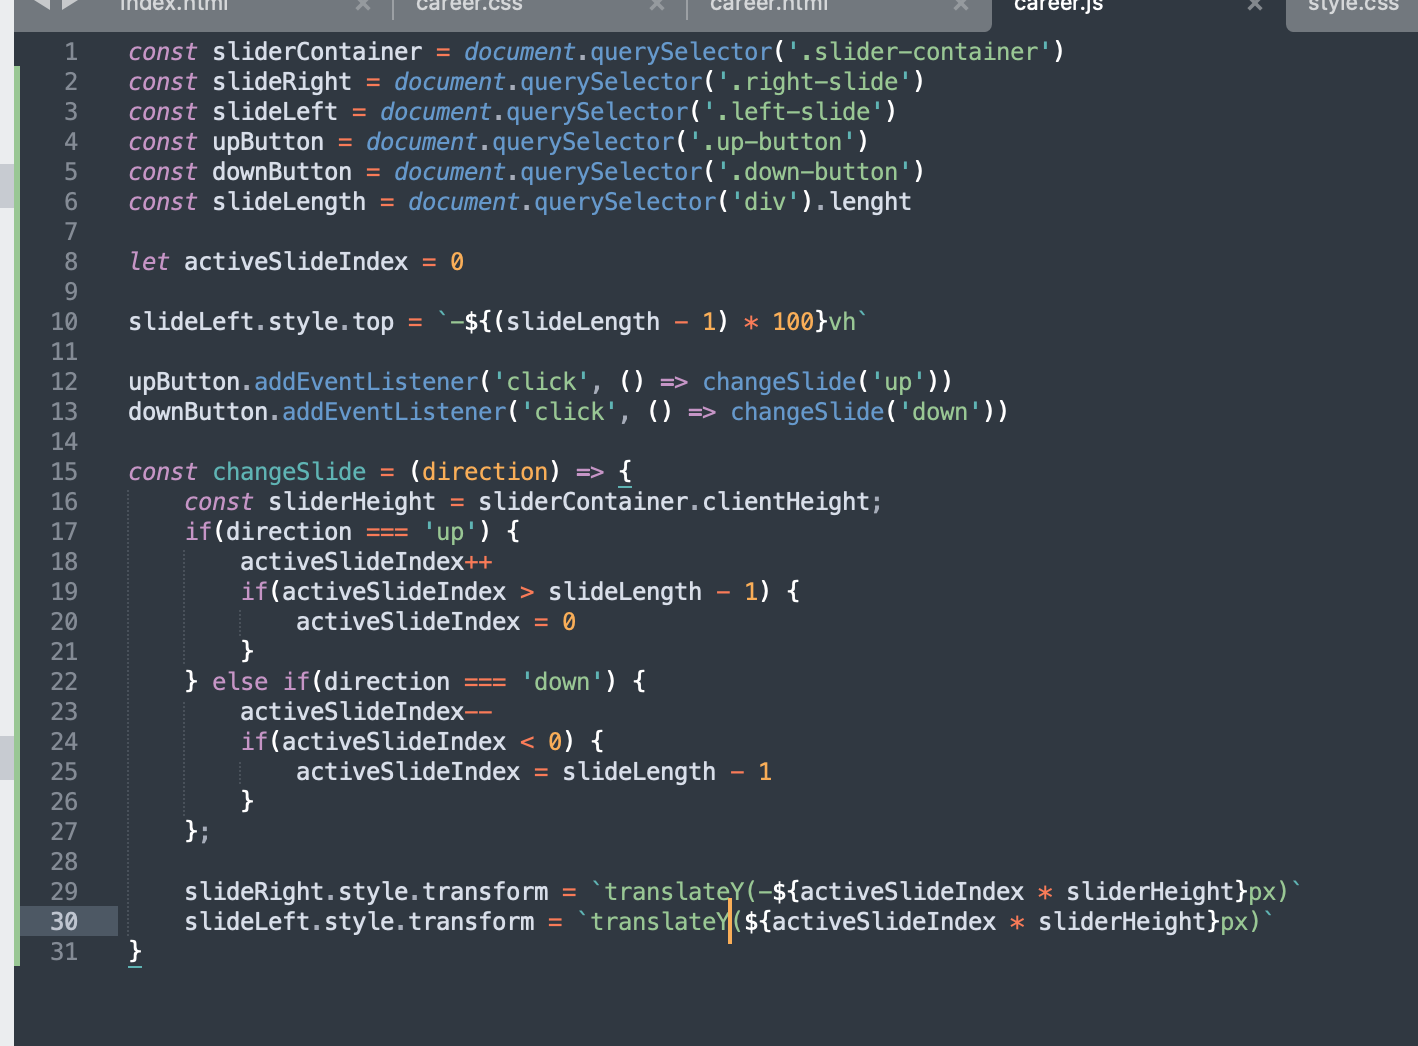 index.html × career.css × career.html × career.js × style.css
1 const sliderContainer = document.querySelector('.slider-container')
2 const slideRight = document.querySelector('.right-slide')
3 const slideLeft = document.querySelector('.left-slide')
4 const upButton = document.querySelector('.up-button')
5 const downButton = document.querySelector('.down-button')
6 const slideLength = document.querySelector('div').lenght
7
8 let activeSlideIndex = 0
9
10 slideLeft.style.top = `-${(slideLength - 1) * 100}vh`
11
12 upButton.addEventListener('click', () => changeSlide('up'))
13 downButton.addEventListener('click', () => changeSlide('down'))
14
15 const changeSlide = (direction) => {
16     const sliderHeight = sliderContainer.clientHeight;
17     if(direction === 'up') {
18         activeSlideIndex++
19         if(activeSlideIndex > slideLength - 1) {
20             activeSlideIndex = 0
21         }
22     } else if(direction === 'down') {
23         activeSlideIndex--
24         if(activeSlideIndex < 0) {
25             activeSlideIndex = slideLength - 1
26         }
27     };
28
29     slideRight.style.transform = `translateY(-${activeSlideIndex * sliderHeight}px)`
30     slideLeft.style.transform = `translateY(${activeSlideIndex * sliderHeight}px)`
31 }